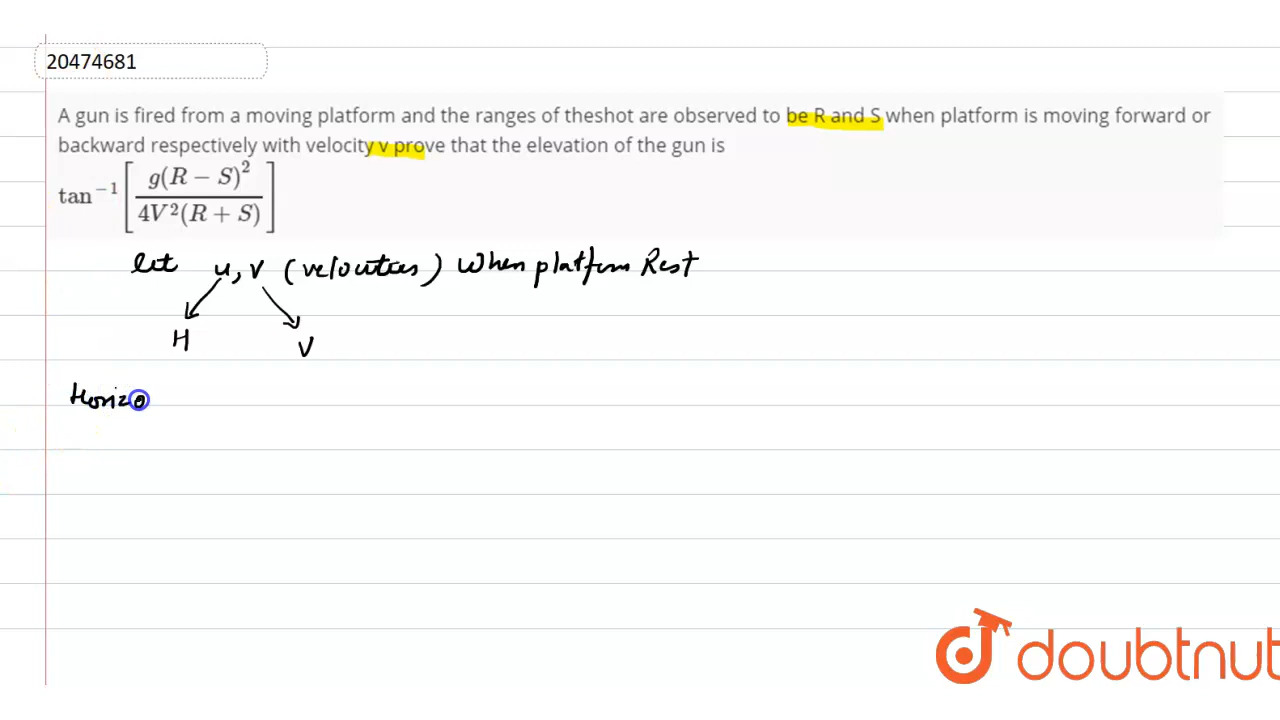 20474681
A gun is fired from a moving platform and the ranges of theshot are observed to be R and S when platform is moving forward or
backward respectively with velocity v prove that the elevation of the gun is
tan⁻¹ [ g(R − S)² / 4V²(R + S) ]
let u, v (velocities) When platform Rest
H V
Horizo
doubtnut